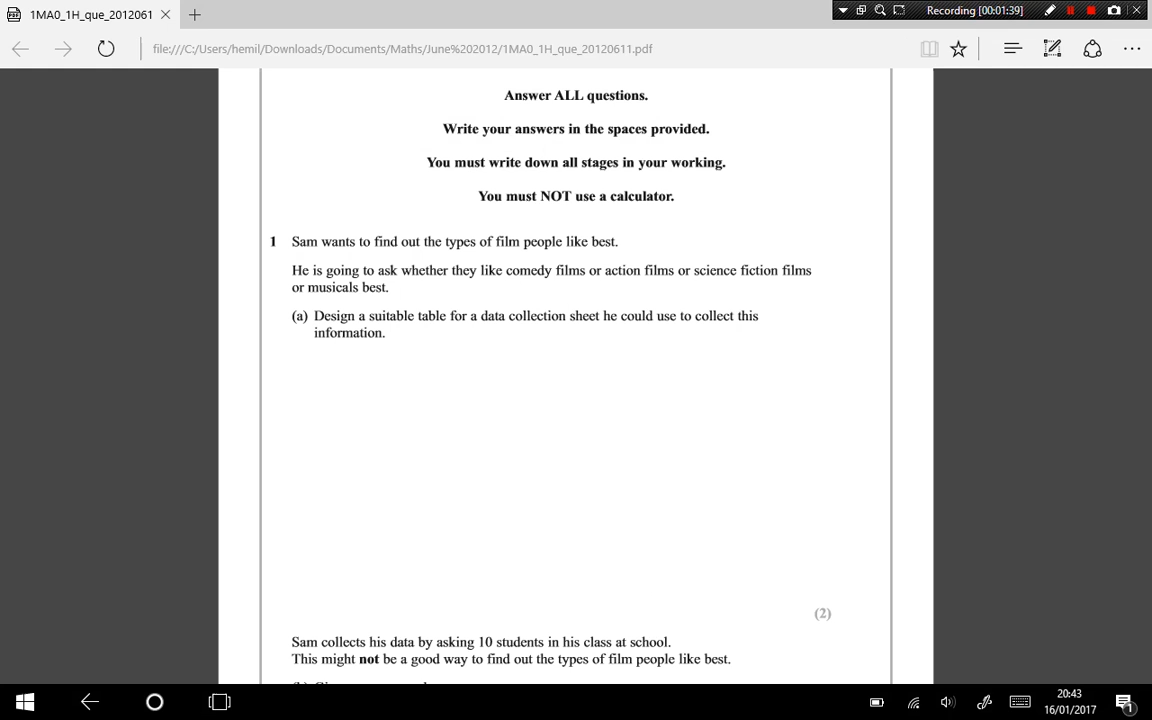 1MA0_1H_que_2012061
Recording [00:01:39]
file:///C:/Users/hemil/Downloads/Documents/Maths/June%202012/1MA0_1H_que_20120611.pdf
Answer ALL questions.
Write your answers in the spaces provided.
You must write down all stages in your working.
You must NOT use a calculator.
1 Sam wants to find out the types of film people like best.
He is going to ask whether they like comedy films or action films or science fiction films
or musicals best.
(a) Design a suitable table for a data collection sheet he could use to collect this
information.
(2)
Sam collects his data by asking 10 students in his class at school.
This might not be a good way to find out the types of film people like best.
20:43
16/01/2017
1